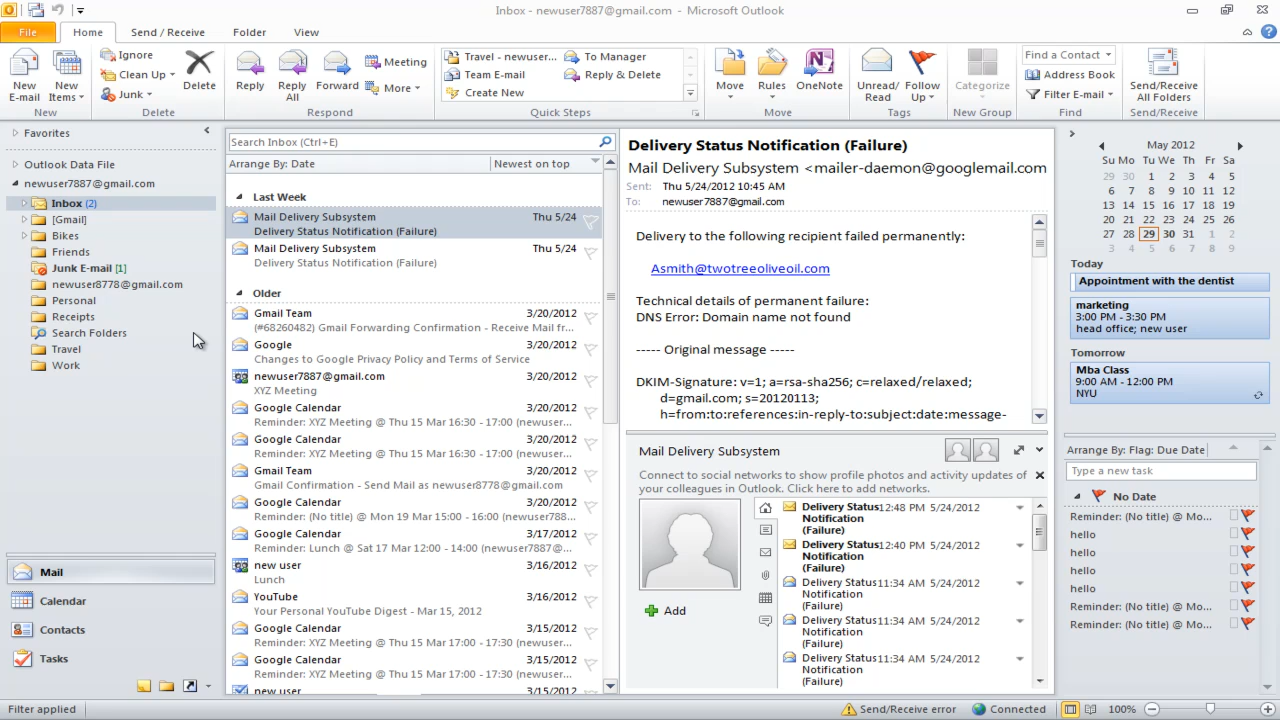 Inbox - newuser7887@gmail.com - Microsoft Outlook
File Home Send / Receive Folder View
New E-mail
New Items
New
Ignore
Clean Up
Junk
Delete
Delete
Reply
Reply All
Forward
Meeting
More
Respond
Travel - newuser...
Team E-mail
Create New
To Manager
Reply & Delete
Quick Steps
Move
Rules
OneNote
Move
Unread/ Read
Follow Up
Tags
Categorize
New Group
Find a Contact
Address Book
Filter E-mail
Find
Send/Receive All Folders
Send/Receive
Favorites
Outlook Data File
newuser7887@gmail.com
Inbox (2)
[Gmail]
Bikes
Friends
Junk E-mail [1]
newuser8778@gmail.com
Personal
Receipts
Search Folders
Travel
Work
Mail
Calendar
Contacts
Tasks
Search Inbox (Ctrl+E)
Arrange By: Date Newest on top
Last Week
Mail Delivery Subsystem Thu 5/24
Delivery Status Notification (Failure)
Mail Delivery Subsystem Thu 5/24
Delivery Status Notification (Failure)
Older
Gmail Team 3/20/2012
(#68260482) Gmail Forwarding Confirmation - Receive Mail fr...
Google 3/20/2012
Changes to Google Privacy Policy and Terms of Service
newuser7887@gmail.com 3/20/2012
XYZ Meeting
Google Calendar 3/20/2012
Reminder: XYZ Meeting @ Thu 15 Mar 16:30 - 17:00 (newuser...
Google Calendar 3/20/2012
Reminder: XYZ Meeting @ Thu 15 Mar 17:00 - 17:30 (newuser...
Gmail Team 3/20/2012
Gmail Confirmation - Send Mail as newuser8778@gmail.com
Google Calendar 3/20/2012
Reminder: (No title) @ Mon 19 Mar 15:00 - 16:00 (newuser788...
Google Calendar 3/17/2012
Reminder: Lunch @ Sat 17 Mar 12:00 - 14:00 (newuser7887@...
new user 3/16/2012
Lunch
YouTube 3/16/2012
Your Personal YouTube Digest - Mar 15, 2012
Google Calendar 3/15/2012
Reminder: XYZ Meeting @ Thu 15 Mar 17:00 - 17:30 (newuser...
Google Calendar 3/15/2012
Reminder: XYZ Meeting @ Thu 15 Mar 17:00 - 17:30 (newuser...
new user 3/15/2012
Delivery Status Notification (Failure)
Mail Delivery Subsystem <mailer-daemon@googlemail.com
Sent: Thu 5/24/2012 10:45 AM
To: newuser7887@gmail.com
Delivery to the following recipient failed permanently:
Asmith@twotreeoliveoil.com
Technical details of permanent failure:
DNS Error: Domain name not found
----- Original message -----
DKIM-Signature: v=1; a=rsa-sha256; c=relaxed/relaxed;
d=gmail.com; s=20120113;
h=from:to:references:in-reply-to:subject:date:message-
Mail Delivery Subsystem
Connect to social networks to show profile photos and activity updates of
your colleagues in Outlook. Click here to add networks.
Add
Delivery Status 12:48 PM 5/24/2012
Notification
(Failure)
Delivery Status 12:40 PM 5/24/2012
Notification
(Failure)
Delivery Status 11:34 AM 5/24/2012
Notification
(Failure)
Delivery Status 11:34 AM 5/24/2012
Notification
(Failure)
Delivery Status 11:34 AM 5/24/2012
Notification
(Failure)
May 2012
Su Mo Tu We Th Fr Sa
29 30 1 2 3 4 5
6 7 8 9 10 11 12
13 14 15 16 17 18 19
20 21 22 23 24 25 26
27 28 29 30 31 1 2
3 4 5 6 7 8 9
Today
Appointment with the dentist
marketing
3:00 PM - 3:30 PM
head office; new user
Tomorrow
Mba Class
9:00 AM - 12:00 PM
NYU
Arrange By: Flag: Due Date
Type a new task
No Date
Reminder: (No title) @ Mo...
hello
hello
hello
hello
Reminder: (No title) @ Mo...
Reminder: (No title) @ Mo...
Filter applied
Send/Receive error
Connected
100%